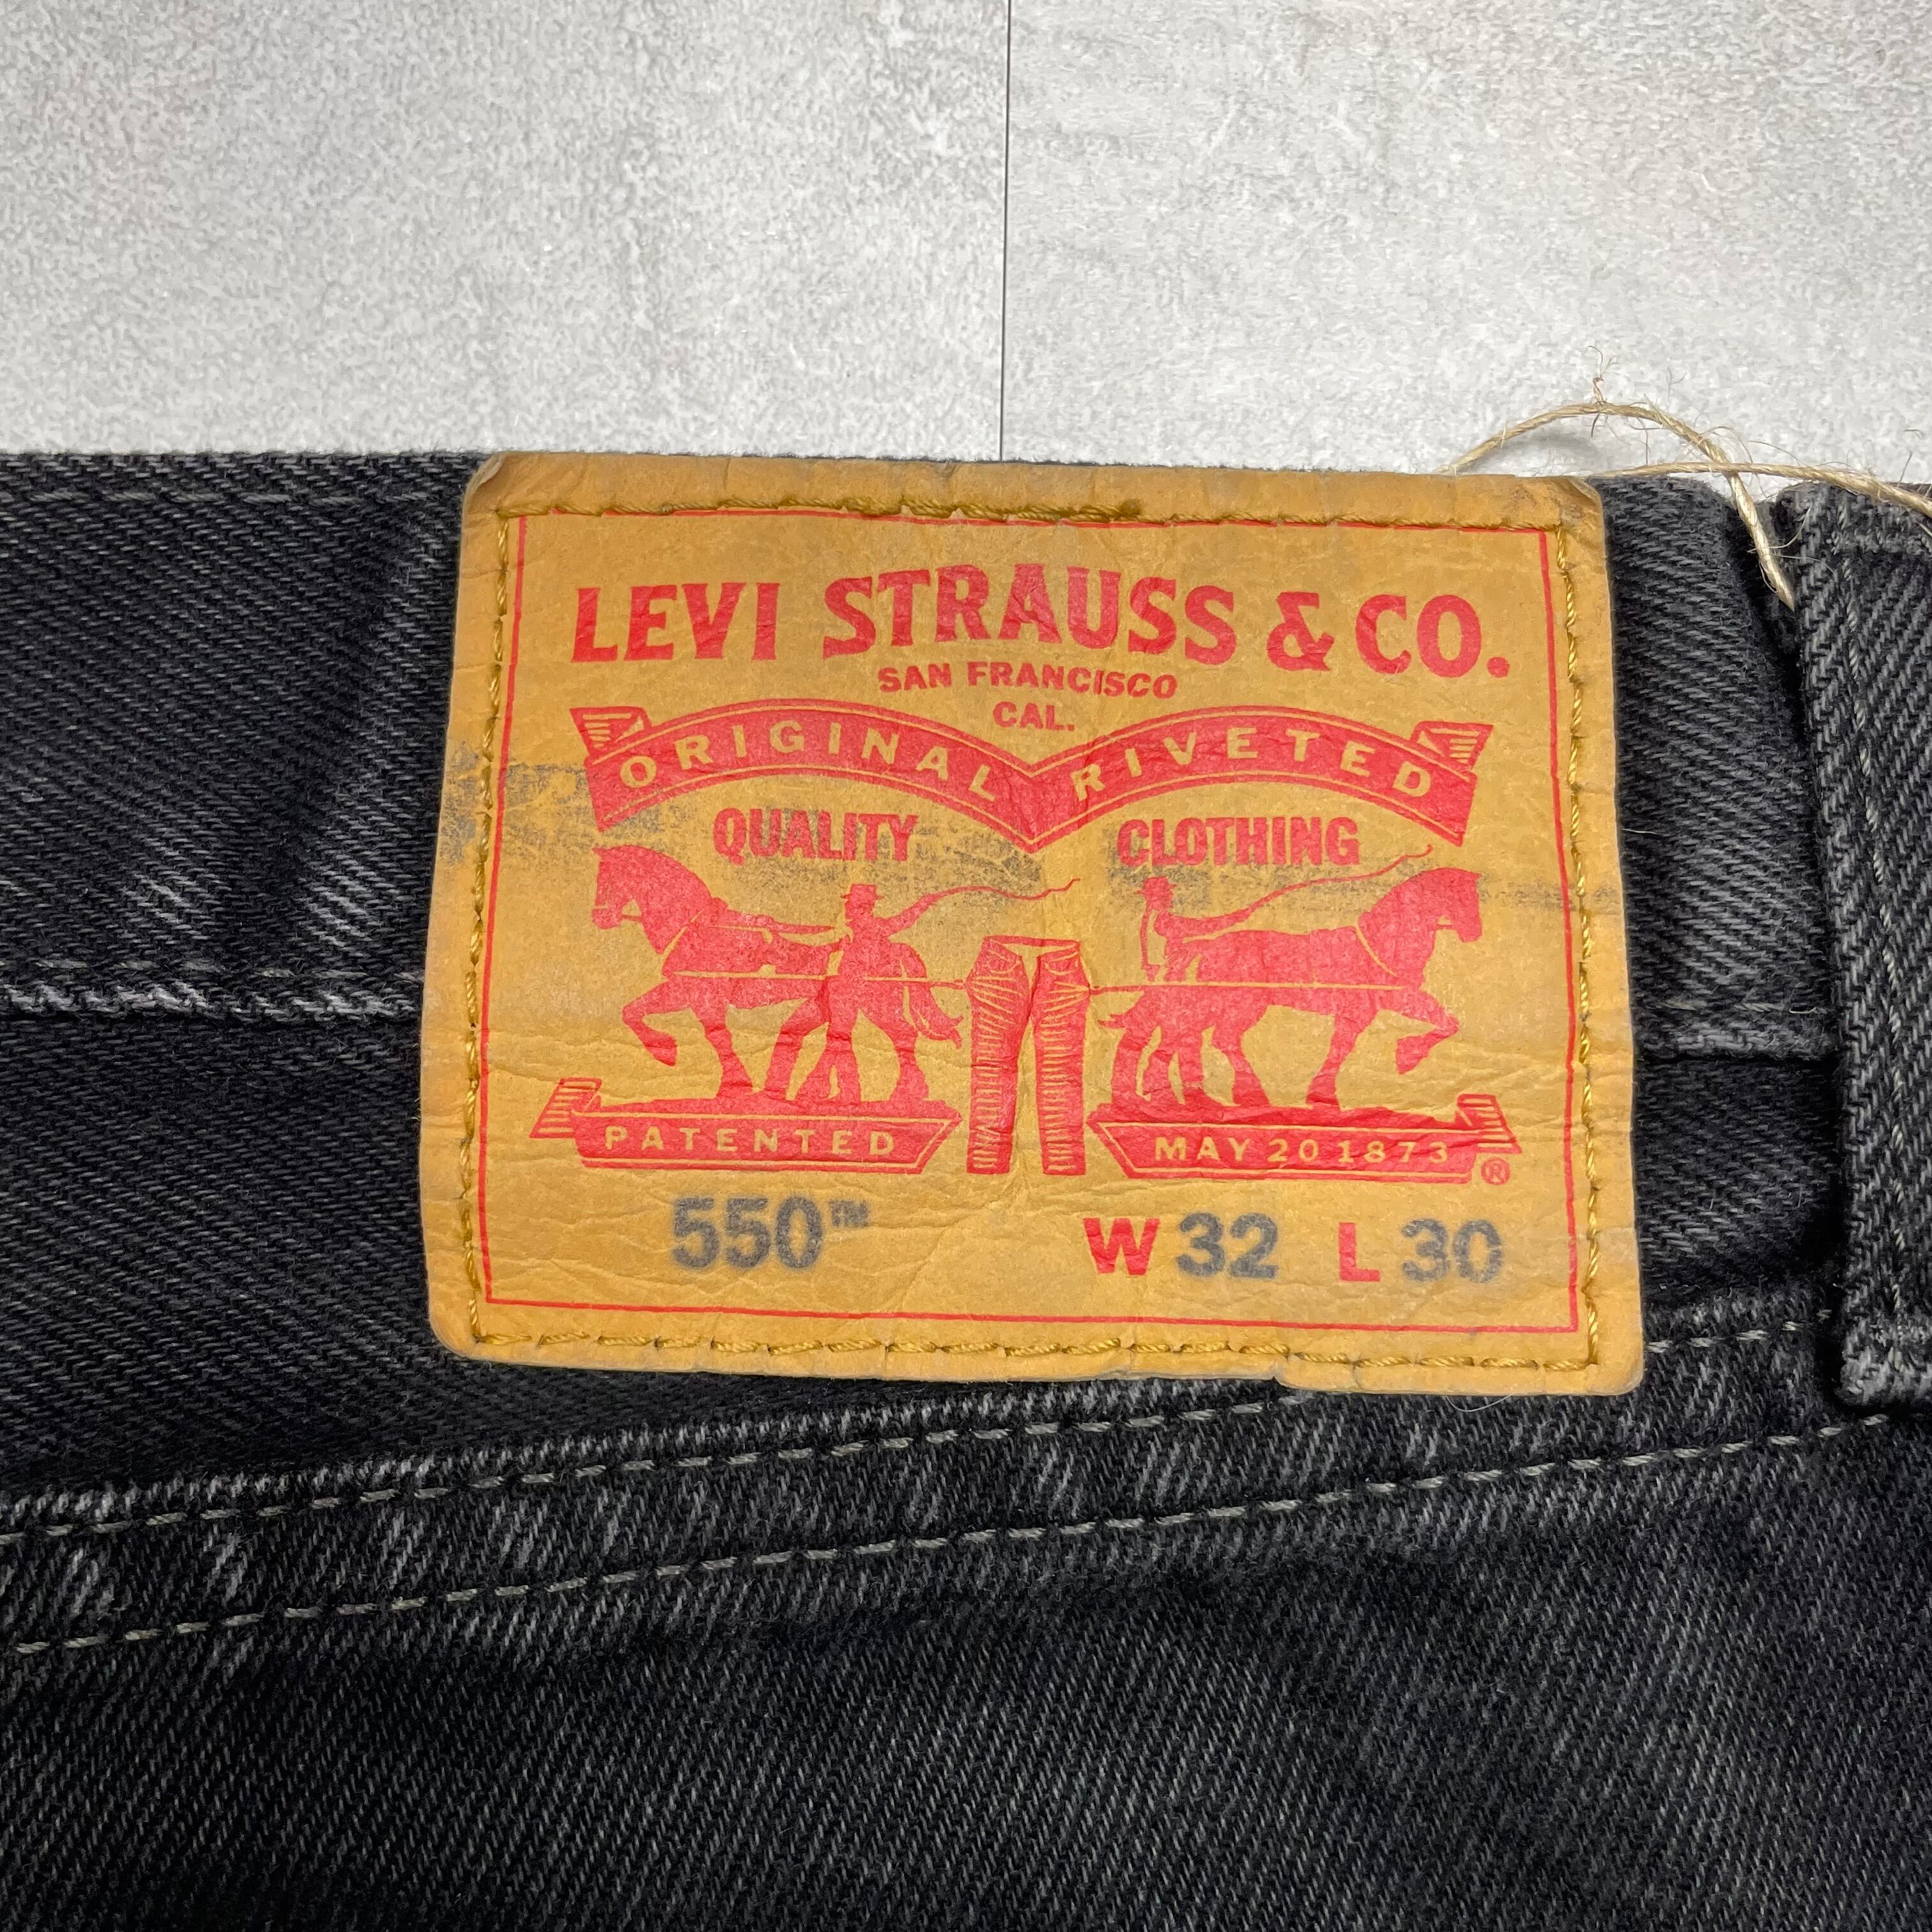 LEVI STRAUSS & CO.
SAN FRANCISCO
CAL.
ORIGINAL RIVETED
QUALITY CLOTHING
PATENTED MAY 20 1873 ®
550™ W 32 L 30